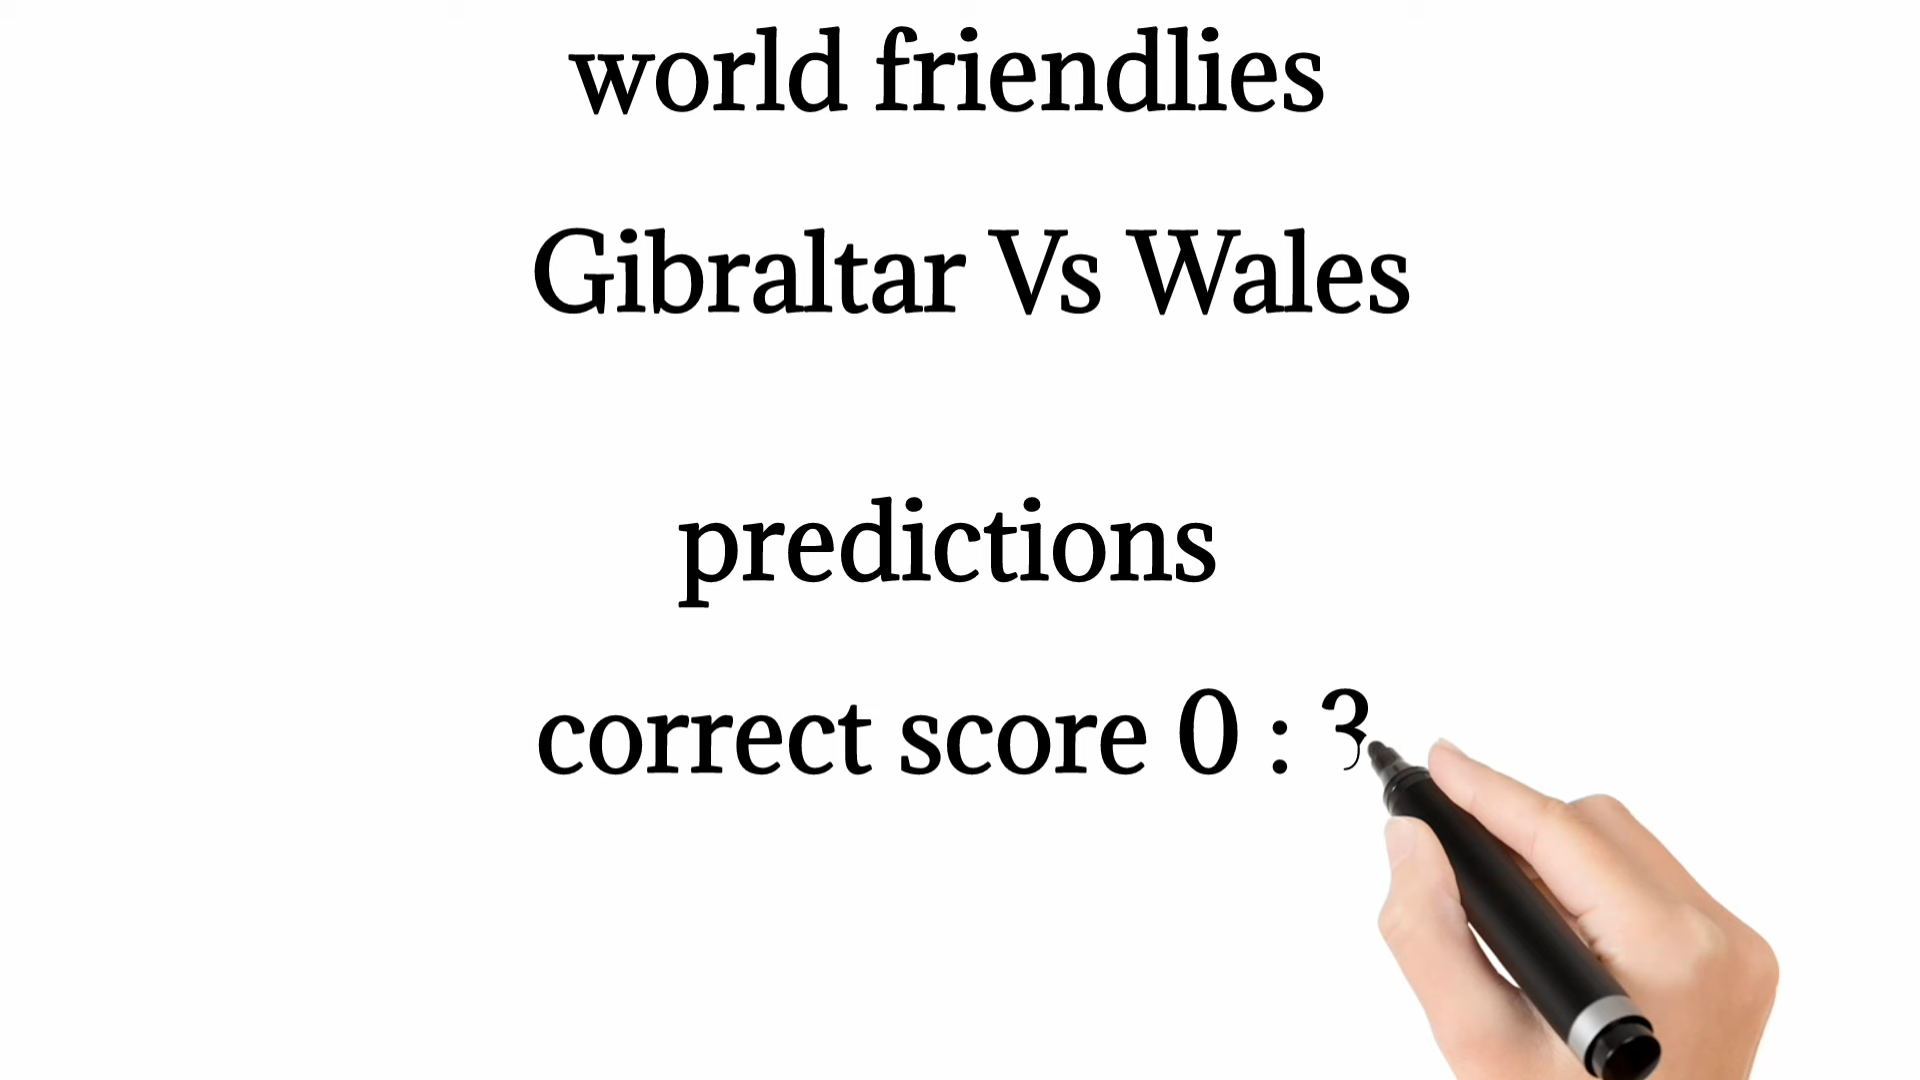 world friendlies
Gibraltar Vs Wales
predictions
correct score 0 : 3